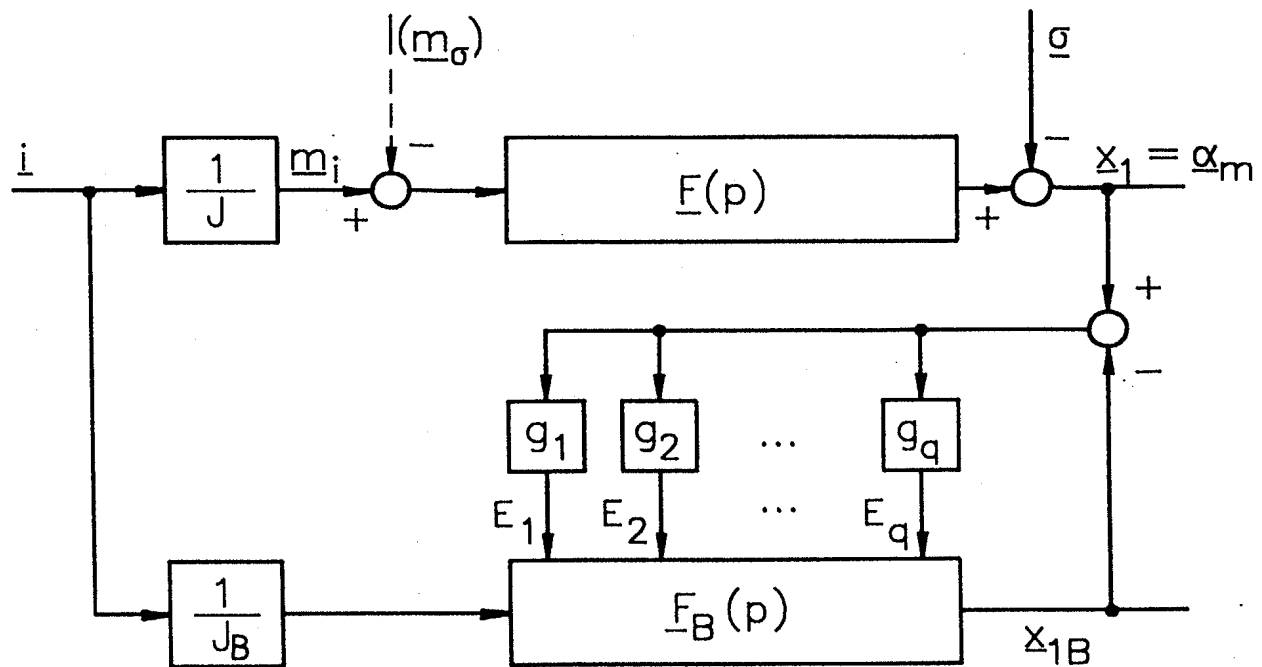 (m_σ)
σ
i
1
J
m_i
−
+
F(p)
−
+
x_1 = α_m
+
−
g_1
g_2
...
g_q
E_1
E_2
...
E_q
1
J_B
F_B(p)
x_1B